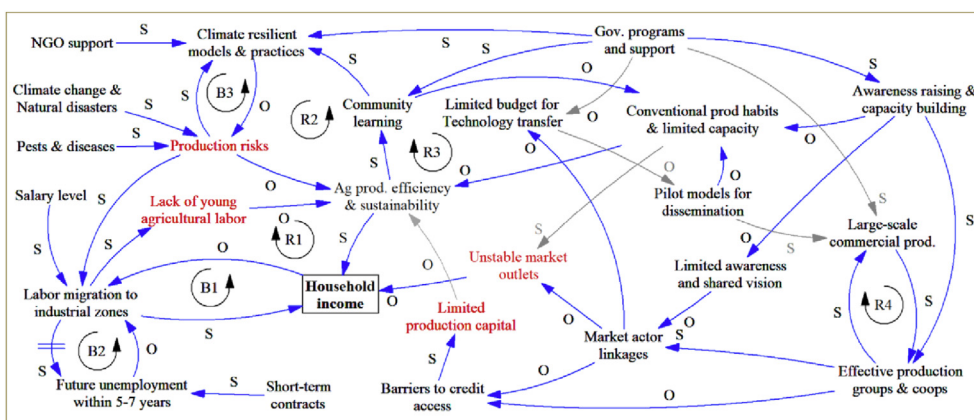 NGO support
S
Climate resilient
models & practices
S
S
S
Gov. programs
and support
S
Climate change &
Natural disasters
S
S
B3
O
R2
S
Community
learning
O
Limited budget for
Technology transfer
O
O
Conventional prod habits
& limited capacity
Awareness raising &
capacity building
O
Pests & diseases
S
Production risks
R3
S
O
O
O
Pilot models for
dissemination
S
Salary level
S
Lack of young
agricultural labor
O
O
Ag prod. efficiency
& sustainability
O
S
S
O
S
Large-scale
commercial prod.
S
S
O
R1
S
O
Unstable market
outlets
Limited awareness
and shared vision
Labor migration to
industrial zones
B1
Household
income
O
Limited
production capital
O
O
S
R4
S
S
B2
O
S
S
Market actor
linkages
S
S
Future unemployment
within 5-7 years
S
Short-term
contracts
Barriers to credit
access
O
O
Effective production
groups & coops